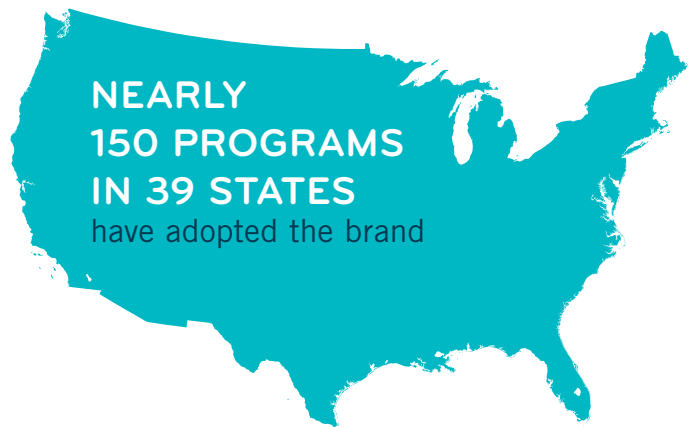 NEARLY
150 PROGRAMS
IN 39 STATES
have adopted the brand